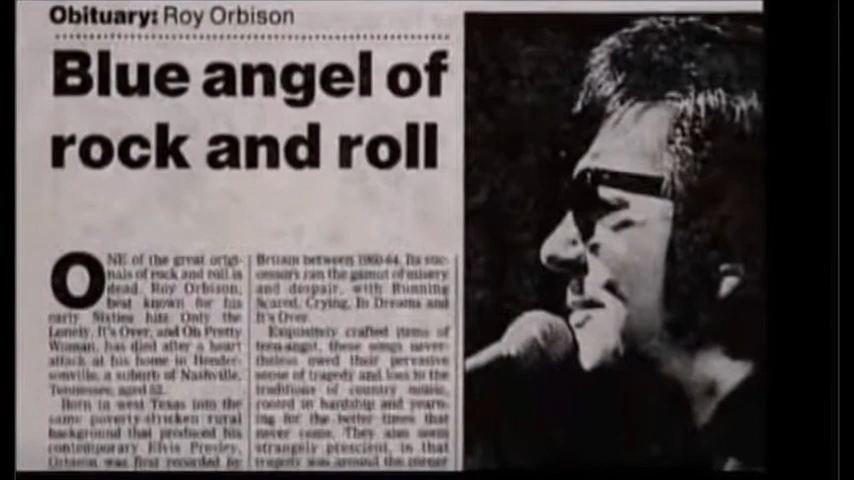 Obituary: Roy Orbison
Blue angel of
rock and roll
ONE of the great origi-
nals of rock and roll is
dead. Roy Orbison,
best known for his
early Sixties hits Only the
Lonely, It's Over, and Oh Pretty
Woman, has died after a heart
attack at his home in Hender-
sonville, a suburb of Nashville,
Tennessee, aged 52.
Born in west Texas into the
same poverty-stricken rural
background that produced his
contemporary Elvis Presley,
Orbison was first recorded by
Britain between 1960-64. Its suc-
cessors ran the gamut of misery
and despair, with Running
Scared, Crying, In Dreams and
It's Over.
Exquisitely crafted items of
teen-angst, these songs never-
theless owed their pervasive
sense of tragedy and loss to the
traditions of country music,
rooted in hardship and yearn-
ing for the better times that
never come. They also seem
strangely prescient, in that
tragedy was around the corner